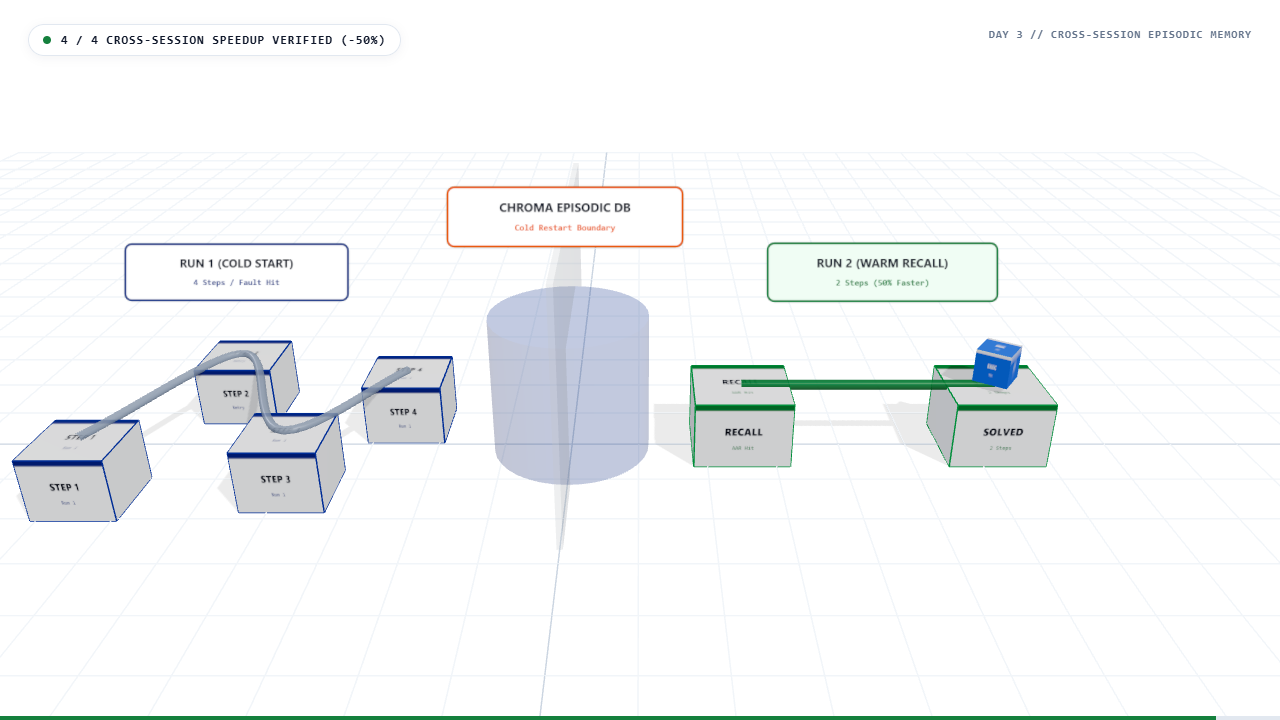 4 / 4 CROSS-SESSION SPEEDUP VERIFIED (-50%)
DAY 3 // CROSS-SESSION EPISODIC MEMORY
CHROMA EPISODIC DB
Cold Restart Boundary
RUN 1 (COLD START)
4 Steps / Fault Hit
RUN 2 (WARM RECALL)
2 Steps (50% Faster)
STEP 2
Retry
STEP 4
STEP 1
STEP 3
RECALL
SOLVED
2 Steps